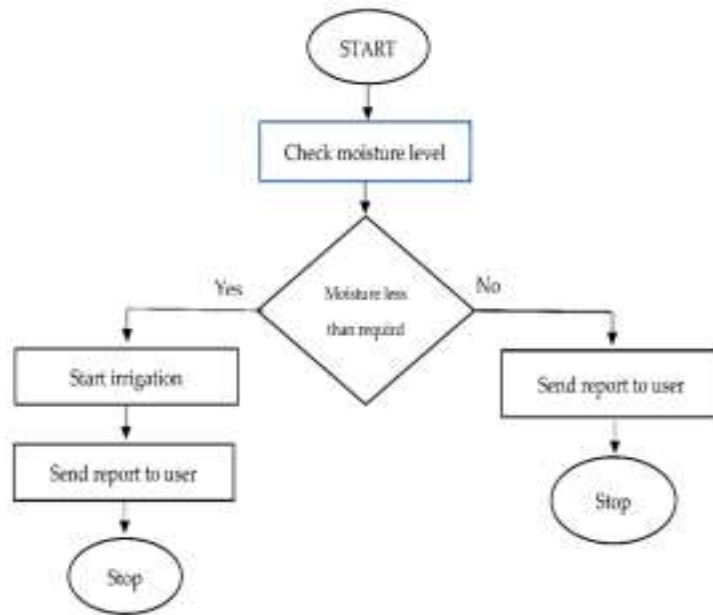 START
Check moisture level
Yes
Moisture less
than requird
No
Start irrigation
Send report to user
Send report to user
Stop
Stop